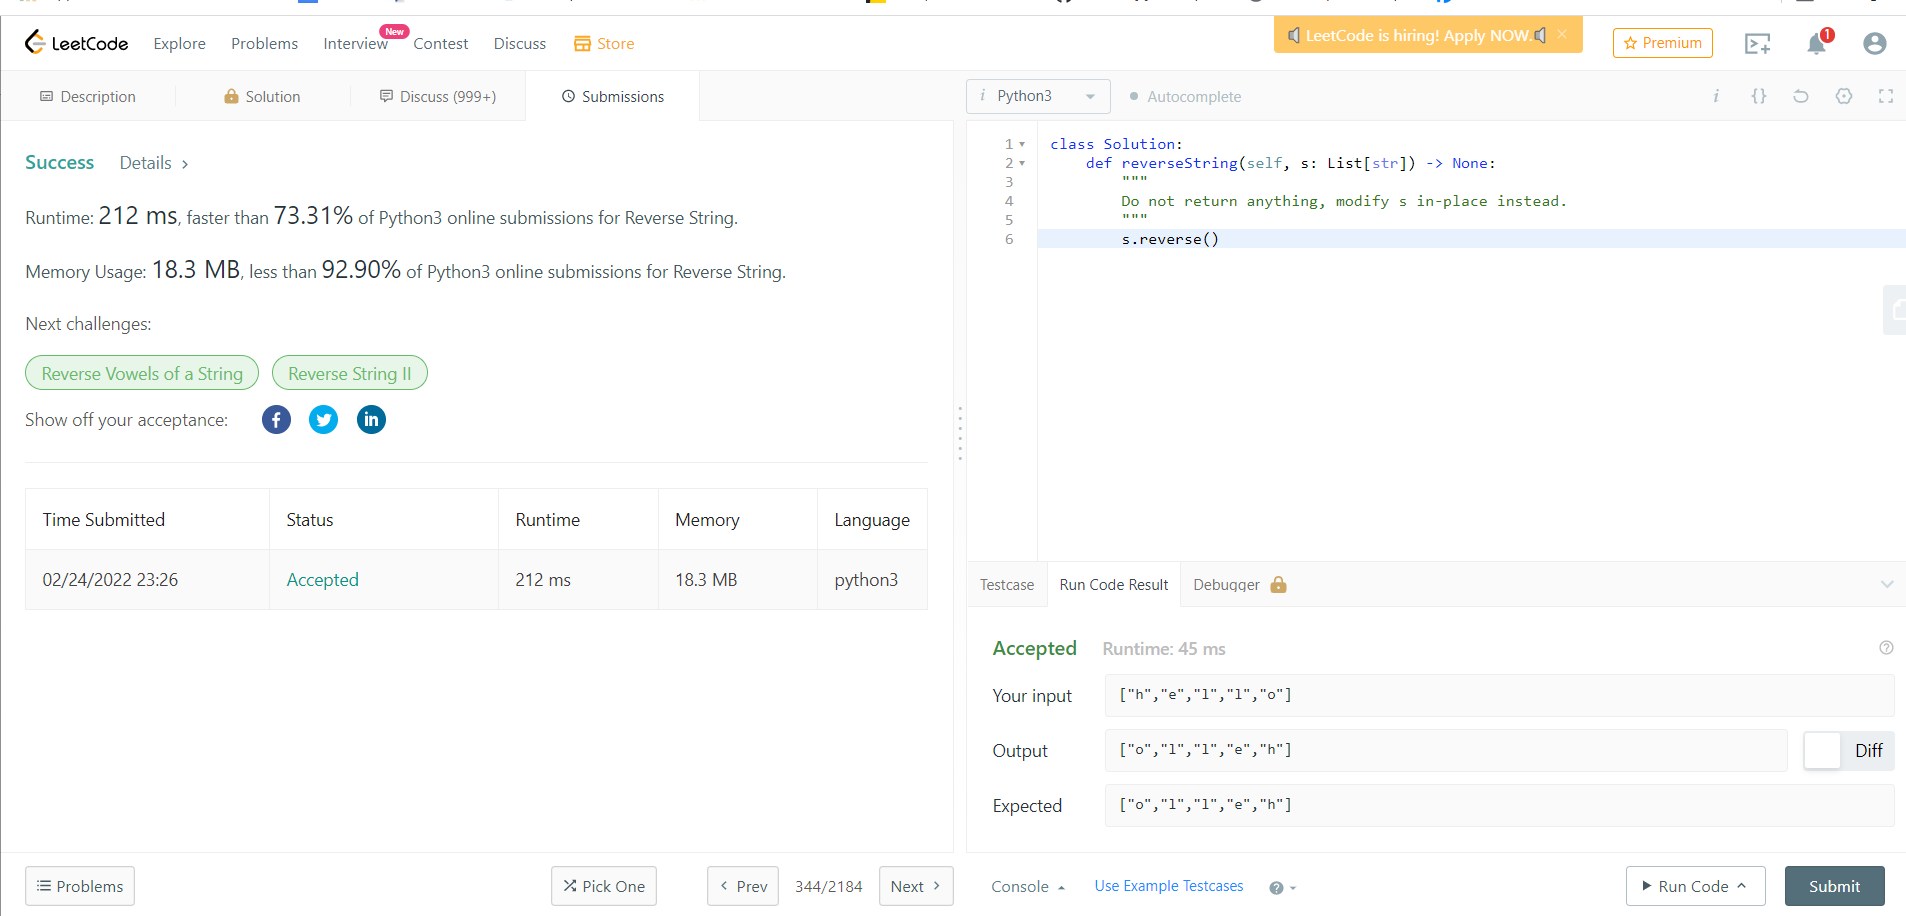 LeetCode Explore Problems Interview New Contest Discuss Store LeetCode is hiring! Apply NOW. × Premium 1
Description Solution Discuss (999+) Submissions
i Python3 Autocomplete i {}
Success Details >
Runtime: 212 ms, faster than 73.31% of Python3 online submissions for Reverse String.
Memory Usage: 18.3 MB, less than 92.90% of Python3 online submissions for Reverse String.
Next challenges:
Reverse Vowels of a String Reverse String II
Show off your acceptance: f in
Time Submitted Status Runtime Memory Language
02/24/2022 23:26 Accepted 212 ms 18.3 MB python3
1 class Solution:
2 def reverseString(self, s: List[str]) -> None:
3 """
4 Do not return anything, modify s in-place instead.
5 """
6 s.reverse()
Testcase Run Code Result Debugger
Accepted Runtime: 45 ms ?
Your input ["h","e","l","l","o"]
Output ["o","l","l","e","h"] Diff
Expected ["o","l","l","e","h"]
Problems Pick One < Prev 344/2184 Next > Console Use Example Testcases ? Run Code Submit